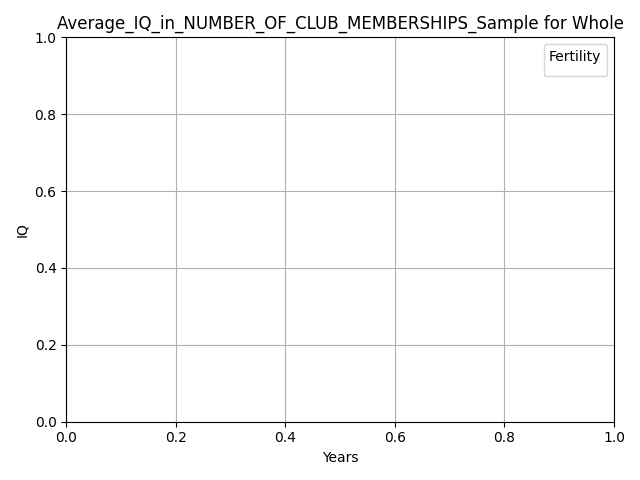 Average_IQ_in_NUMBER_OF_CLUB_MEMBERSHIPS_Sample for Whole
Fertility
1.0
0.8
0.6
0.4
0.2
0.0
IQ
0.0 0.2 0.4 0.6 0.8 1.0
Years